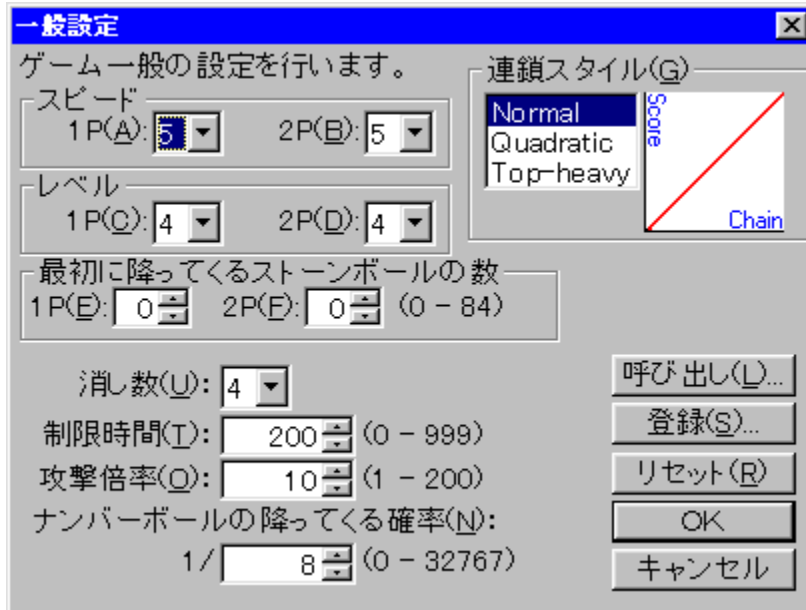 一般設定
ゲーム一般の設定を行います。
スピード
1P(A): 5 2P(B): 5
レベル
1P(C): 4 2P(D): 4
連鎖スタイル(G)
Normal
Quadratic
Top-heavy
Score
Chain
最初に降ってくるストーンボールの数
1P(E): 0 2P(F): 0 (0 - 84)
消し数(U): 4
制限時間(T): 200 (0 - 999)
攻撃倍率(O): 10 (1 - 200)
ナンバーボールの降ってくる確率(N):
1/ 8 (0 - 32767)
呼び出し(L)...
登録(S)...
リセット(R)
OK
キャンセル